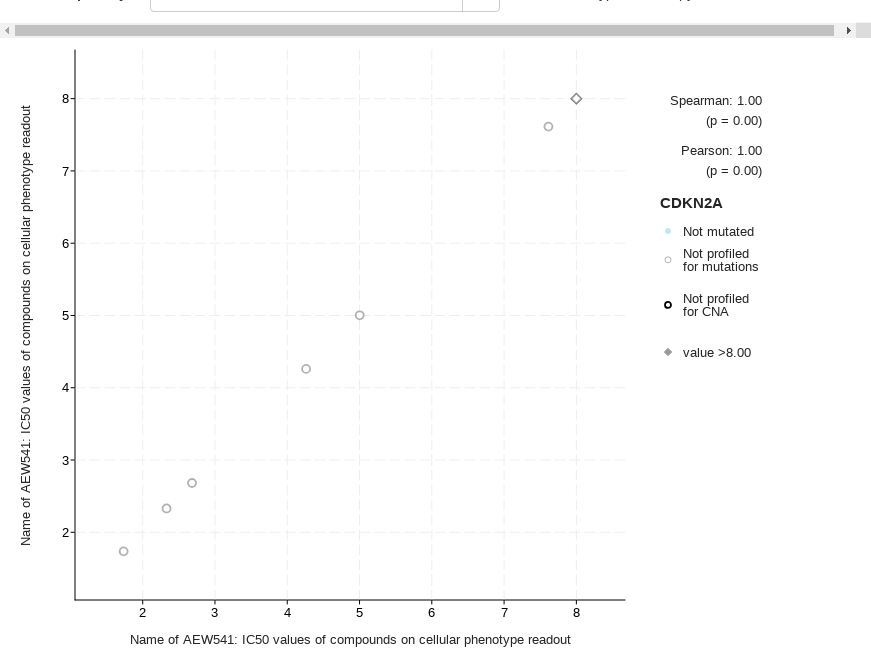 8
7
6
5
4
3
2
2
3
4
5
6
7
8
Name of AEW541: IC50 values of compounds on cellular phenotype readout
Name of AEW541: IC50 values of compounds on cellular phenotype readout
Spearman: 1.00
(p = 0.00)
Pearson: 1.00
(p = 0.00)
CDKN2A
Not mutated
Not profiled
for mutations
Not profiled
for CNA
value >8.00